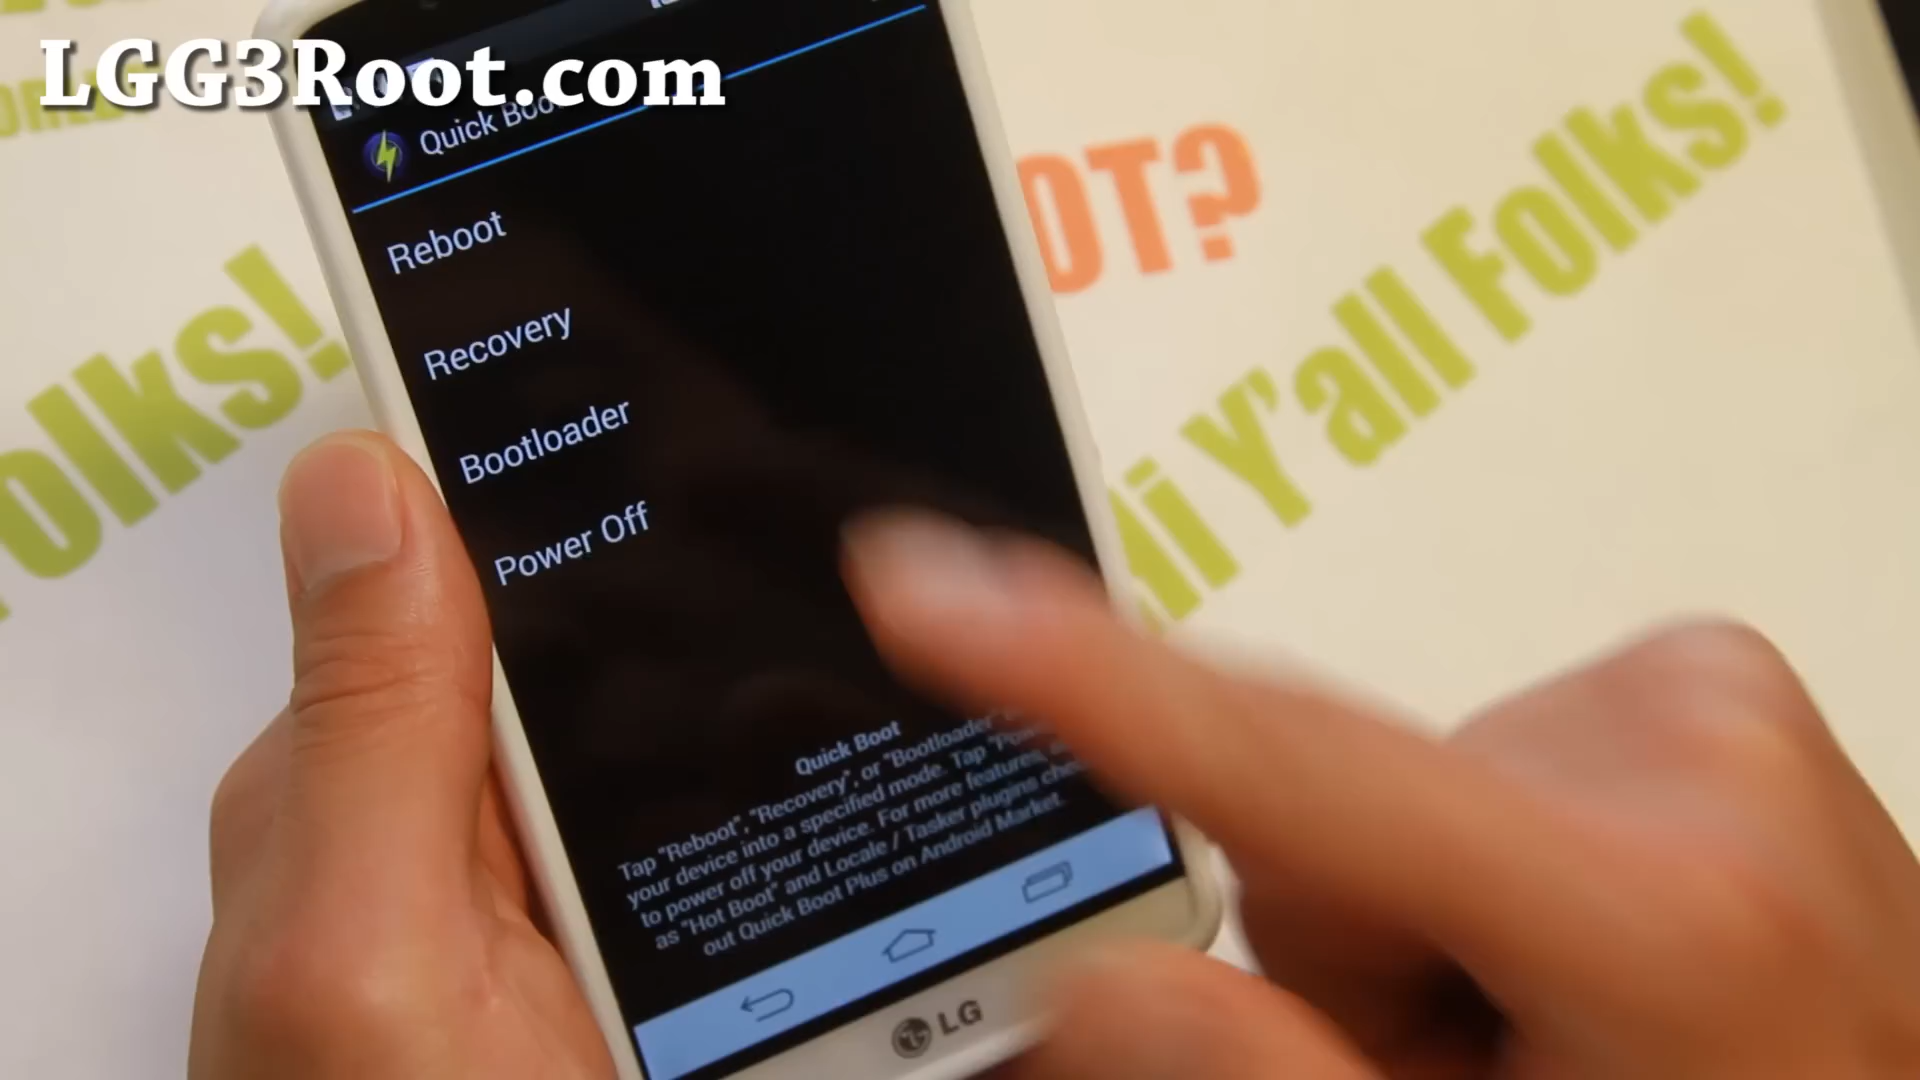 LGG3Root.com
Quick Boo
Reboot
Recovery
Bootloader
Power Off
Quick Boot
Tap "Reboot", "Recovery", or "Bootloader"
your device into a specified mode. Tap
to power off your device. For more features,
as "Hot Boot" and Locale / Tasker plugins
out Quick Boot Plus on Android Market.
LG
OT?
Hi Y'all Folks!
olks!